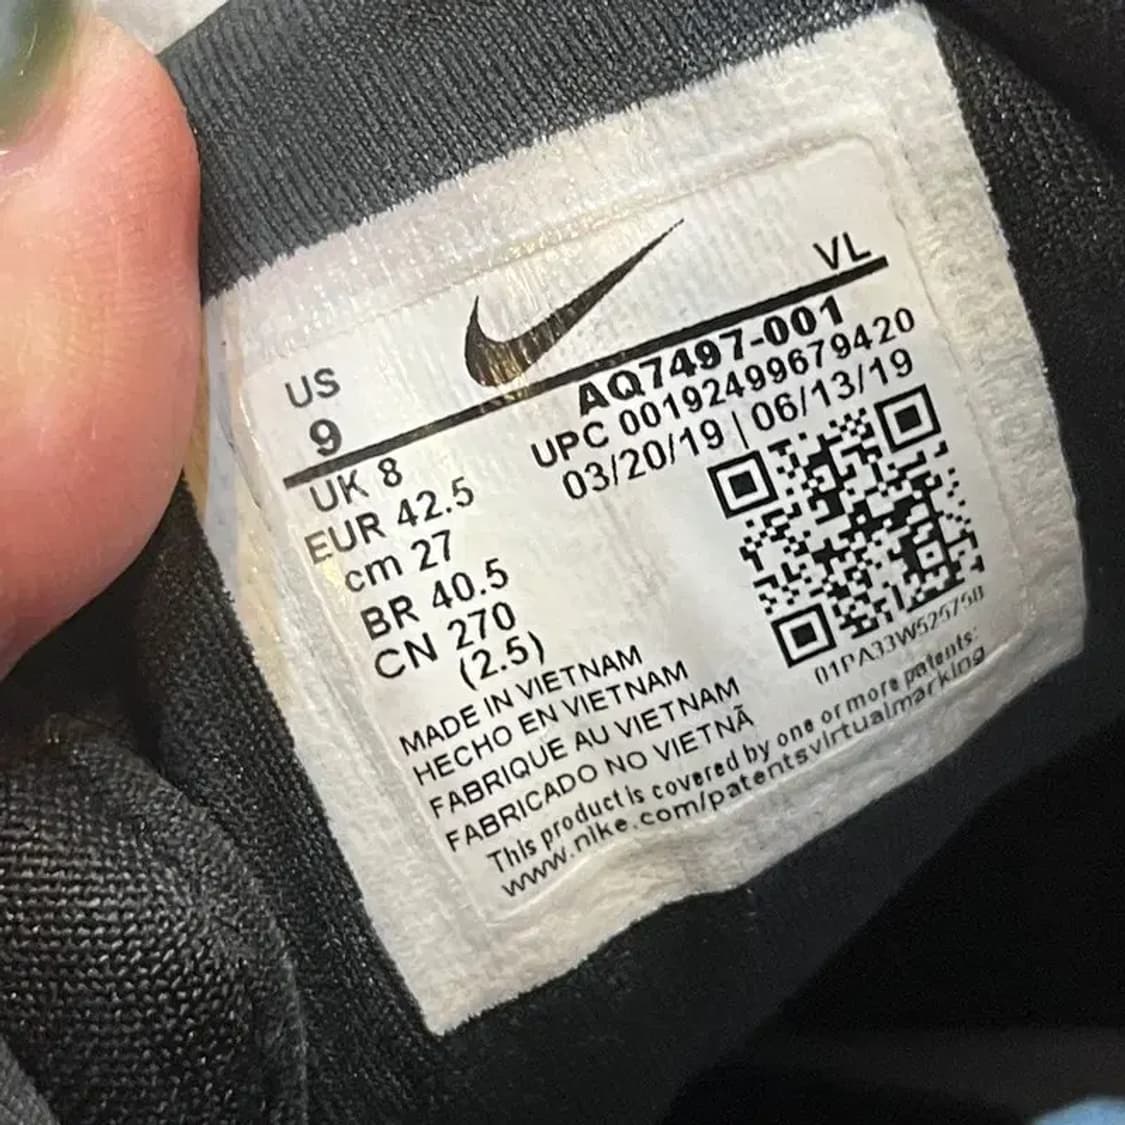 VL
US
9
AQ7497-001
UPC 00192499679420
03/20/19 | 06/13/19
UK 8
EUR 42.5
cm 27
BR 40.5
CN 270
(2.5)
01PA33W525758
MADE IN VIETNAM
HECHO EN VIETNAM
FABRIQUE AU VIETNAM
FABRICADO NO VIETNÃ
This product is covered by one or more patents:
www.nike.com/patentsvirtualmarking